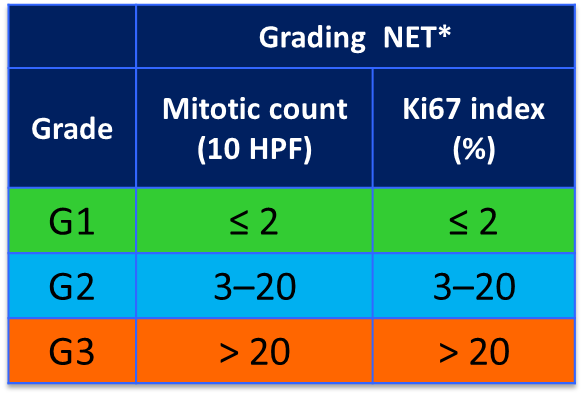 Grading NET*
Grade
Mitotic count
(10 HPF)
Ki67 index
(%)
G1
≤ 2
≤ 2
G2
3–20
3–20
G3
> 20
> 20